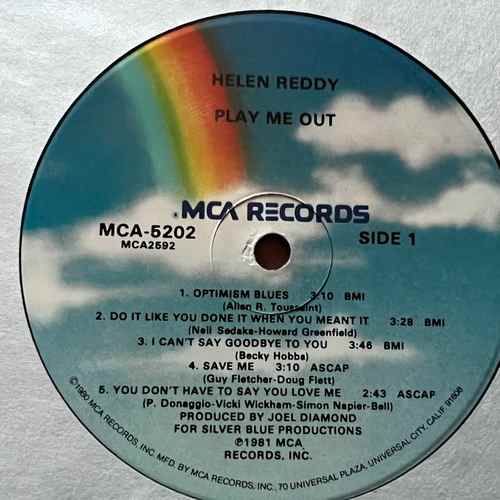 HELEN REDDY
PLAY ME OUT
MCA RECORDS
MCA-5202
MCA2592
SIDE 1
1. OPTIMISM BLUES 3:10 BMI
(Allen R. Toussaint)
2. DO IT LIKE YOU DONE IT WHEN YOU MEANT IT 3:28 BMI
(Neil Sedaka-Howard Greenfield)
3. I CAN'T SAY GOODBYE TO YOU 3:46 BMI
(Becky Hobbs)
4. SAVE ME 3:10 ASCAP
(Guy Fletcher-Doug Flett)
5. YOU DON'T HAVE TO SAY YOU LOVE ME 2:43 ASCAP
(P. Donaggio-Vicki Wickham-Simon Napier-Bell)
PRODUCED BY JOEL DIAMOND
FOR SILVER BLUE PRODUCTIONS
℗1981 MCA
RECORDS, INC.
©1980 MCA RECORDS, INC. MFD. BY MCA RECORDS, INC., 70 UNIVERSAL PLAZA, UNIVERSAL CITY, CALIF. 91608